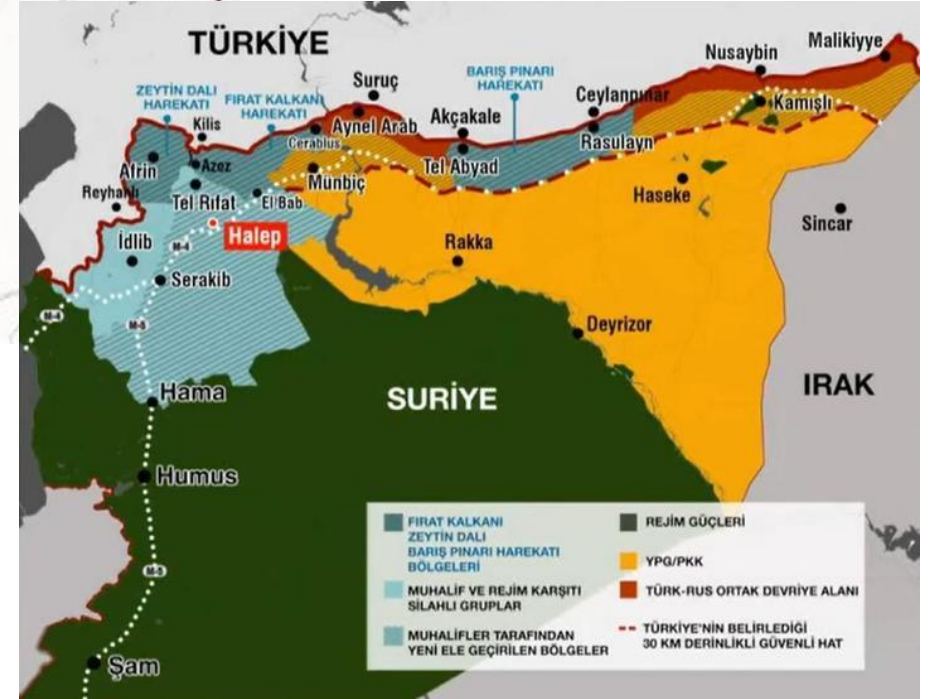 TÜRKİYE
Nusaybin
Malikiyye
ZEYTİN DALI
HAREKATI
FIRAT KALKANI
HAREKATI
Suruç
BARIŞ PINARI
HAREKATI
Ceylanpınar
Kamışlı
Kilis
Cerablus
Aynel Arab
Akçakale
Rasulayn
Afrin
Azez
Münbiç
Tel Abyad
Reyhanlı
Tel Rıfat
El Bab
Haseke
Sincar
İdlib
M-4
Halep
Rakka
Serakib
M-4
M-5
Deyrizor
Hama
SURİYE
IRAK
Humus
M-5
Şam
FIRAT KALKANI
ZEYTİN DALI
BARIŞ PINARI HAREKATI
BÖLGELERİ
MUHALİF VE REJİM KARŞITI
SİLAHLI GRUPLAR
MUHALİFLER TARAFINDAN
YENİ ELE GEÇİRİLEN BÖLGELER
REJİM GÜÇLERİ
YPG/PKK
TÜRK-RUS ORTAK DEVRİYE ALANI
TÜRKİYE'NİN BELİRLEDİĞİ
30 KM DERİNLİKLİ GÜVENLİ HAT